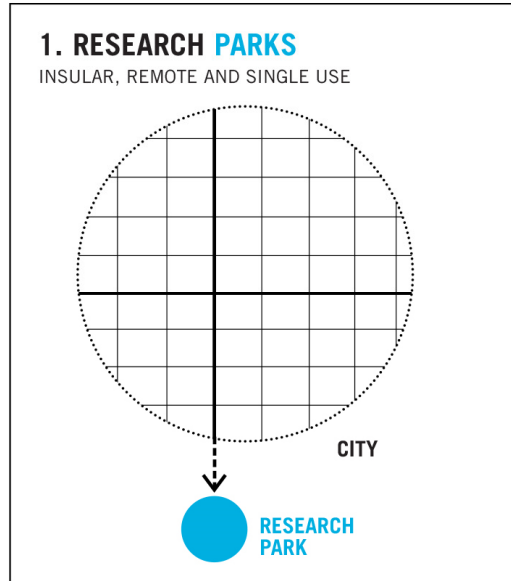 1. RESEARCH PARKS
INSULAR, REMOTE AND SINGLE USE
CITY
RESEARCH
PARK